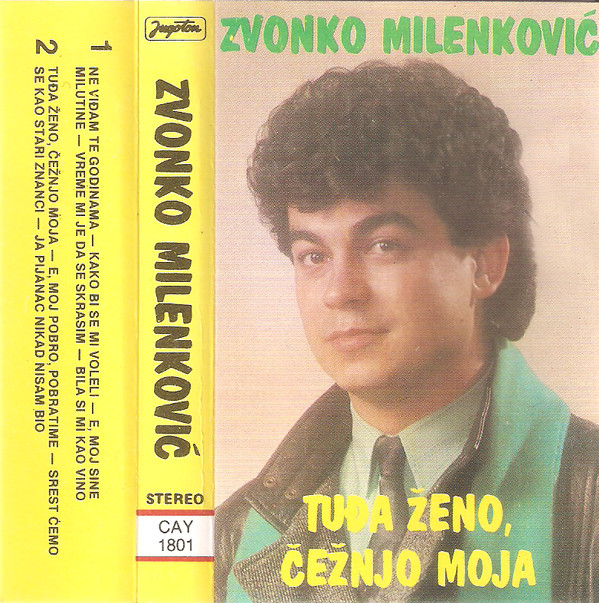 1
NE VIĐAM TE GODINAMA — KAKO BI SE MI VOLELI — E, MOJ SINE
MILUTINE — VREME MI JE DA SE SKRASIM — BILA SI MI KAO VINO
2
TUĐA ŽENO, ČEŽNJO MOJA — E, MOJ POBRO, POBRATIME — SREST ĆEMO
SE KAO STARI ZNANCI — JA PIJANAC NIKAD NISAM BIO
Jugoton
ZVONKO MILENKOVIĆ
STEREO
CAY
1801
ZVONKO MILENKOVIĆ
TUĐA ŽENO,
ČEŽNJO MOJA